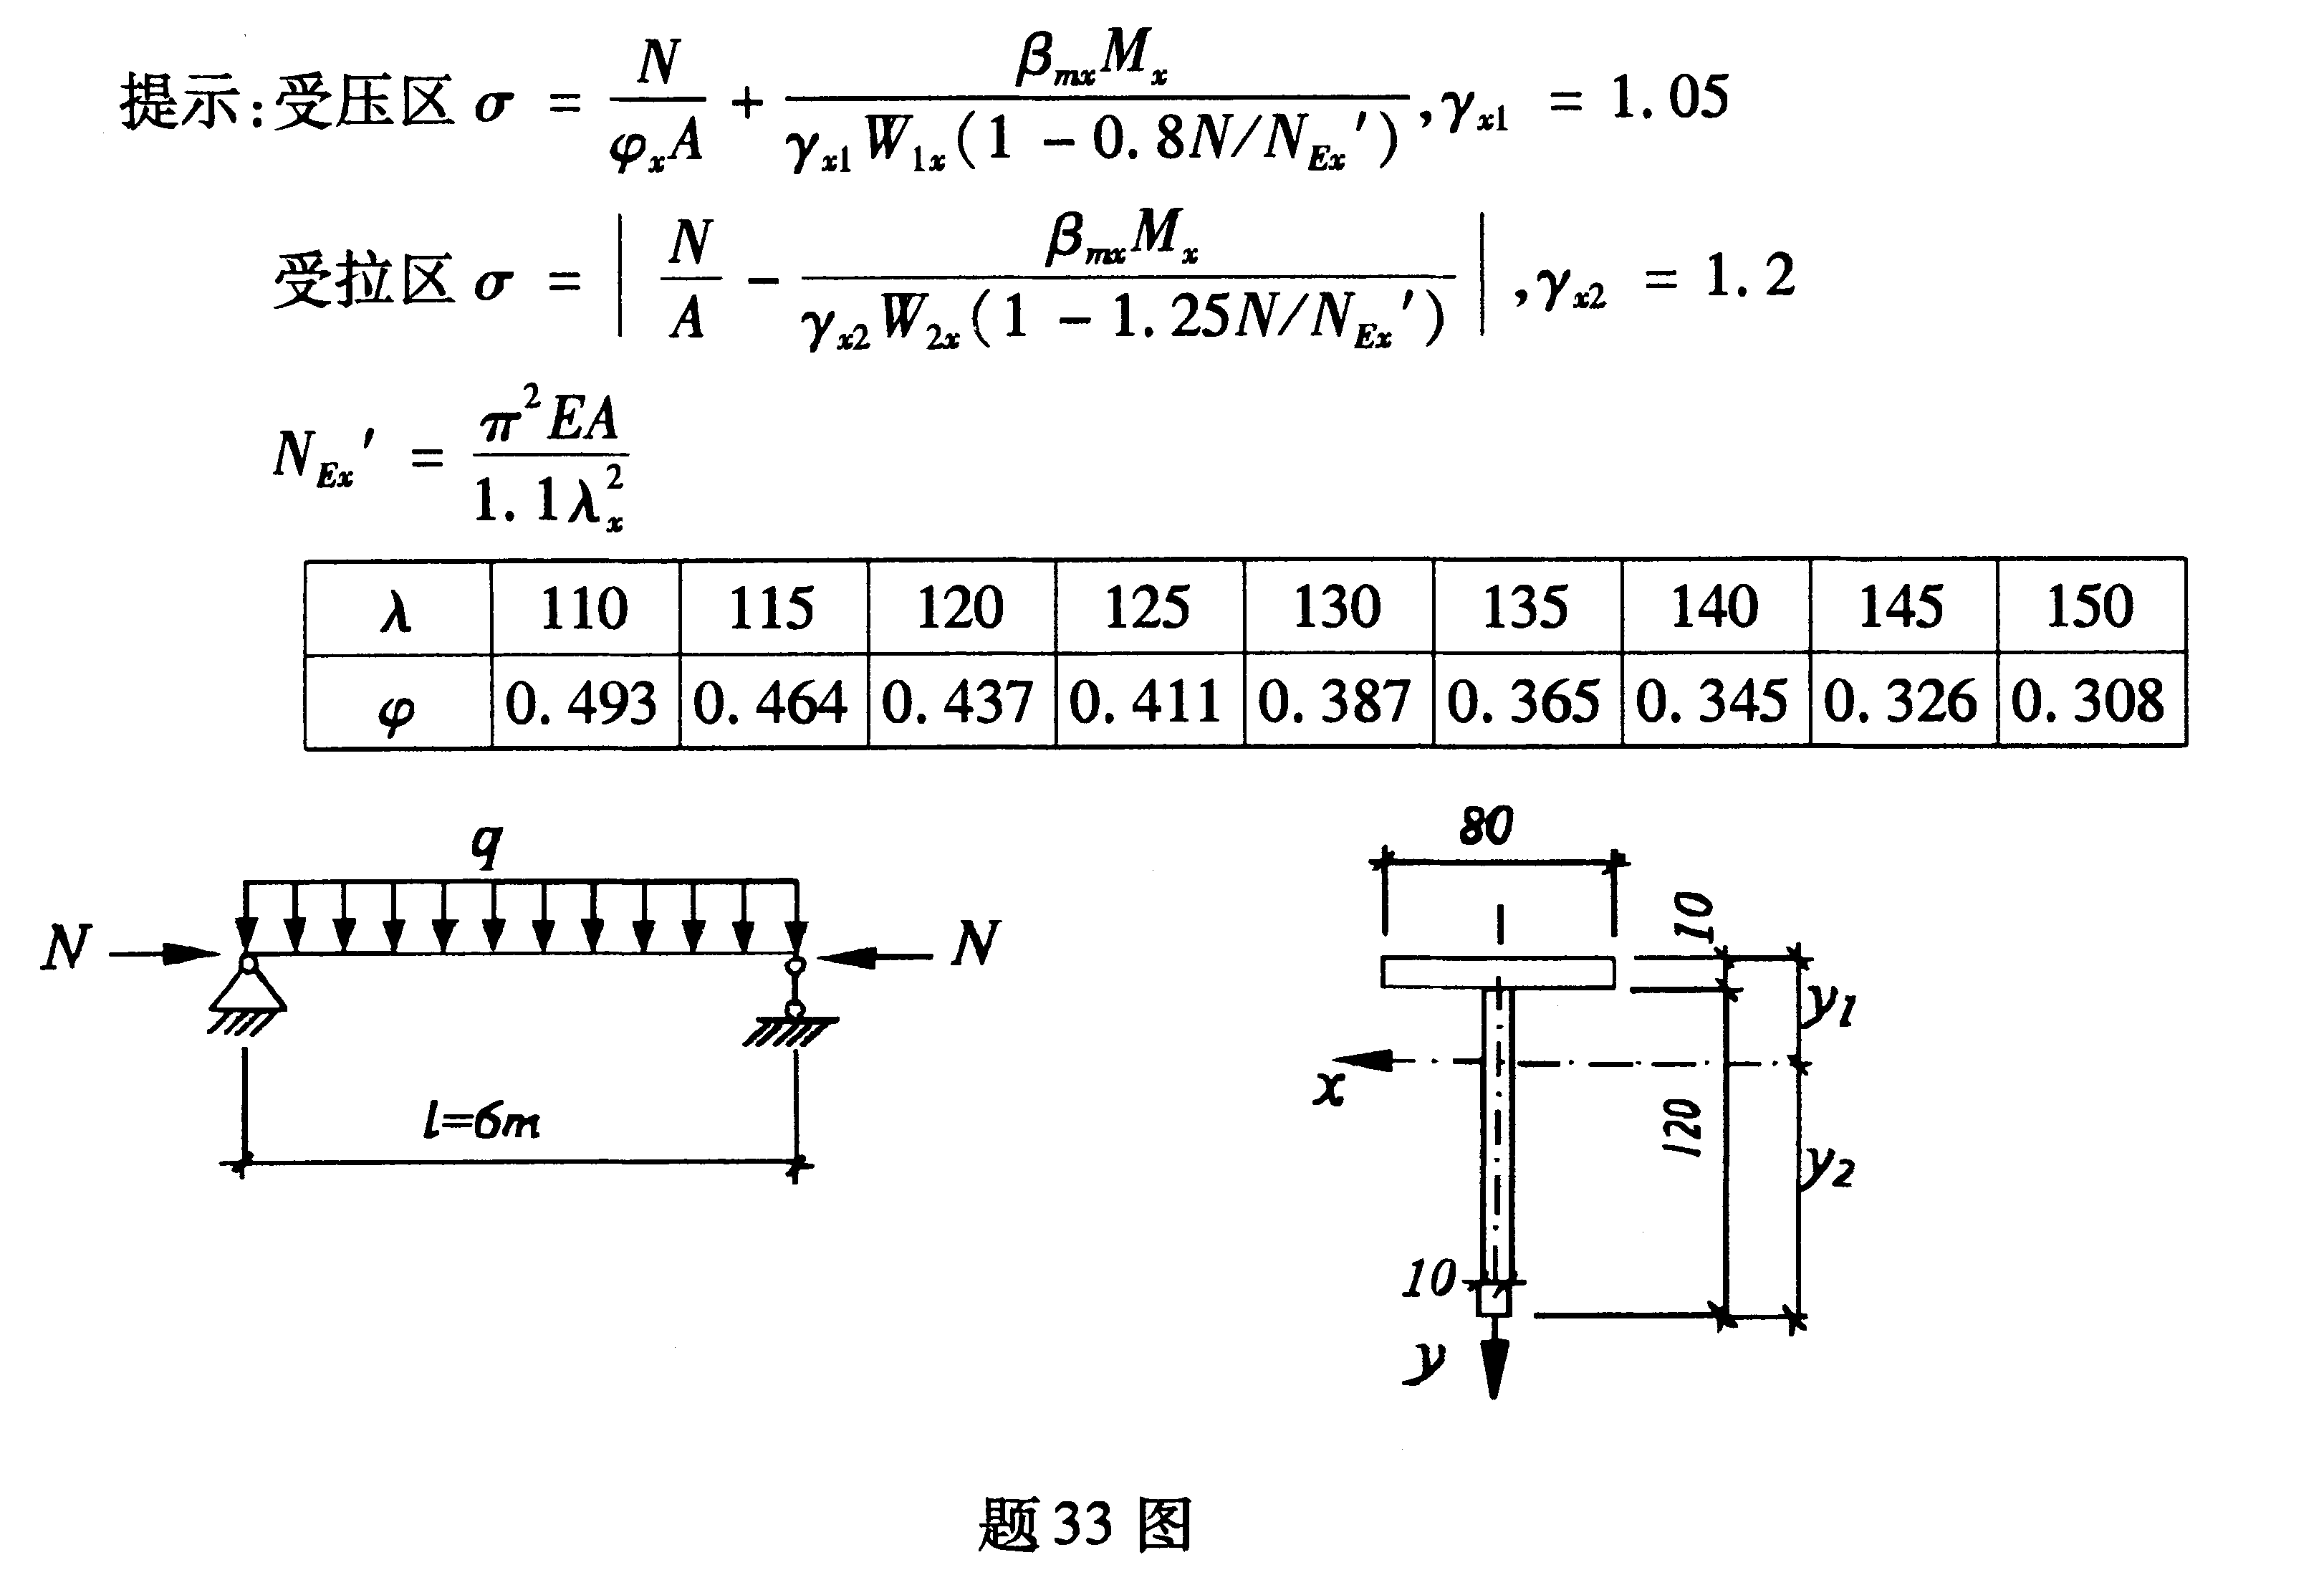 提示:受压区 σ = N/(φ_x A) + β_mx M_x/(γ_x1 W_1x(1 - 0.8N/N_Ex′)), γ_x1 = 1.05
受拉区 σ = | N/A - β_mx M_x/(γ_x2 W_2x(1 - 1.25N/N_Ex′)) |, γ_x2 = 1.2
N_Ex′ = π²EA/(1.1λ_x²)
λ 110 115 120 125 130 135 140 145 150
φ 0.493 0.464 0.437 0.411 0.387 0.365 0.345 0.326 0.308
q
N N
l=6m
80
10
y1
x
120
y2
10
y
题33 图